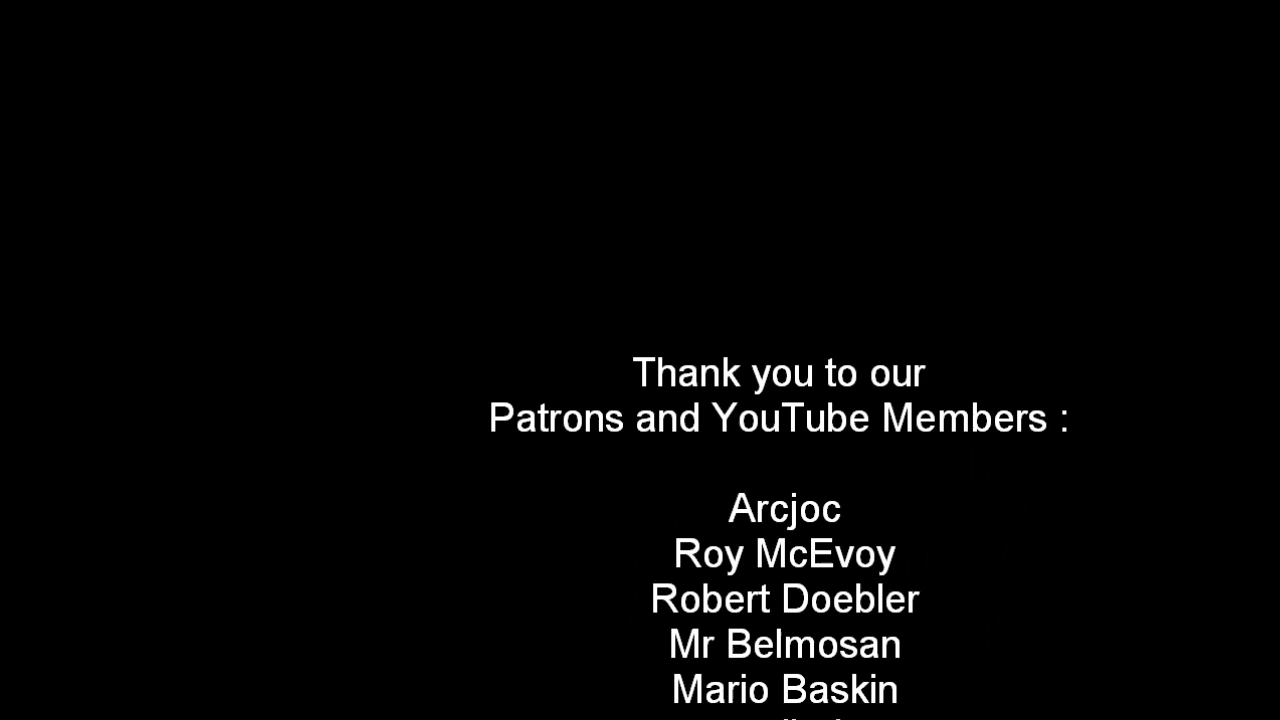 Thank you to our
Patrons and YouTube Members :
Arcjoc
Roy McEvoy
Robert Doebler
Mr Belmosan
Mario Baskin